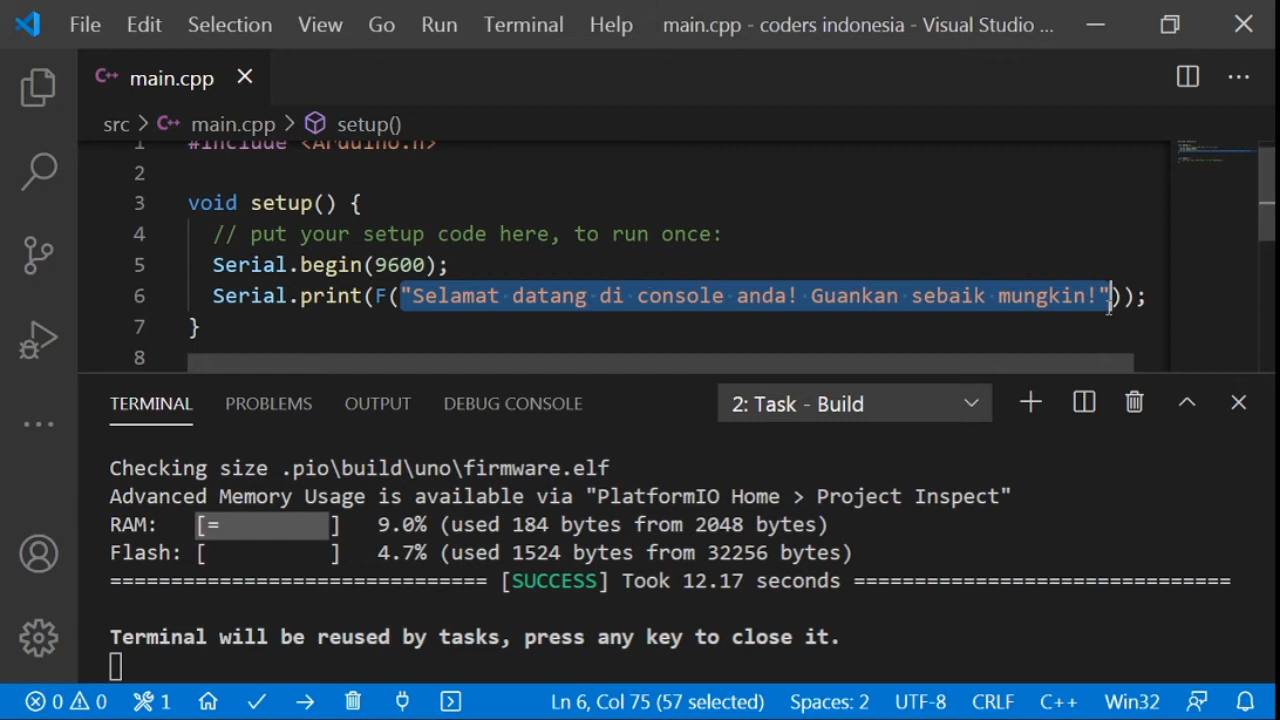 File Edit Selection View Go Run Terminal Help main.cpp - coders indonesia - Visual Studio ...
C++ main.cpp
src > C++ main.cpp > setup()
1 #include <Arduino.h>
2
3 void setup() {
4 // put your setup code here, to run once:
5 Serial.begin(9600);
6 Serial.print(F("Selamat datang di console anda! Guankan sebaik mungkin!"));
7 }
8
TERMINAL PROBLEMS OUTPUT DEBUG CONSOLE 2: Task - Build
Checking size .pio\build\uno\firmware.elf
Advanced Memory Usage is available via "PlatformIO Home > Project Inspect"
RAM: [= ] 9.0% (used 184 bytes from 2048 bytes)
Flash: [ ] 4.7% (used 1524 bytes from 32256 bytes)
============================== [SUCCESS] Took 12.17 seconds ==============================
Terminal will be reused by tasks, press any key to close it.
0 0 1 Ln 6, Col 75 (57 selected) Spaces: 2 UTF-8 CRLF C++ Win32